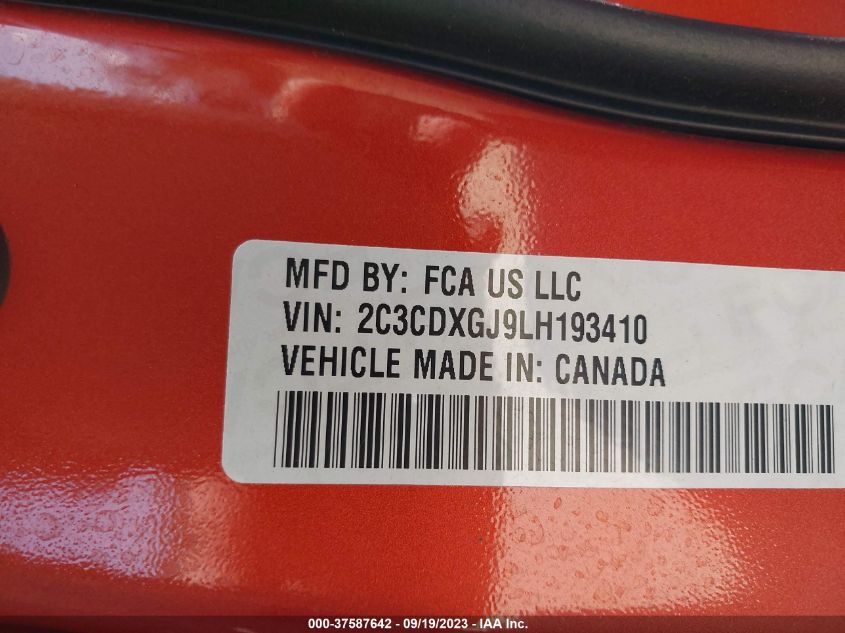 MFD BY: FCA US LLC
VIN: 2C3CDXGJ9LH193410
VEHICLE MADE IN: CANADA
000-37587642 - 09/19/2023 - IAA Inc.